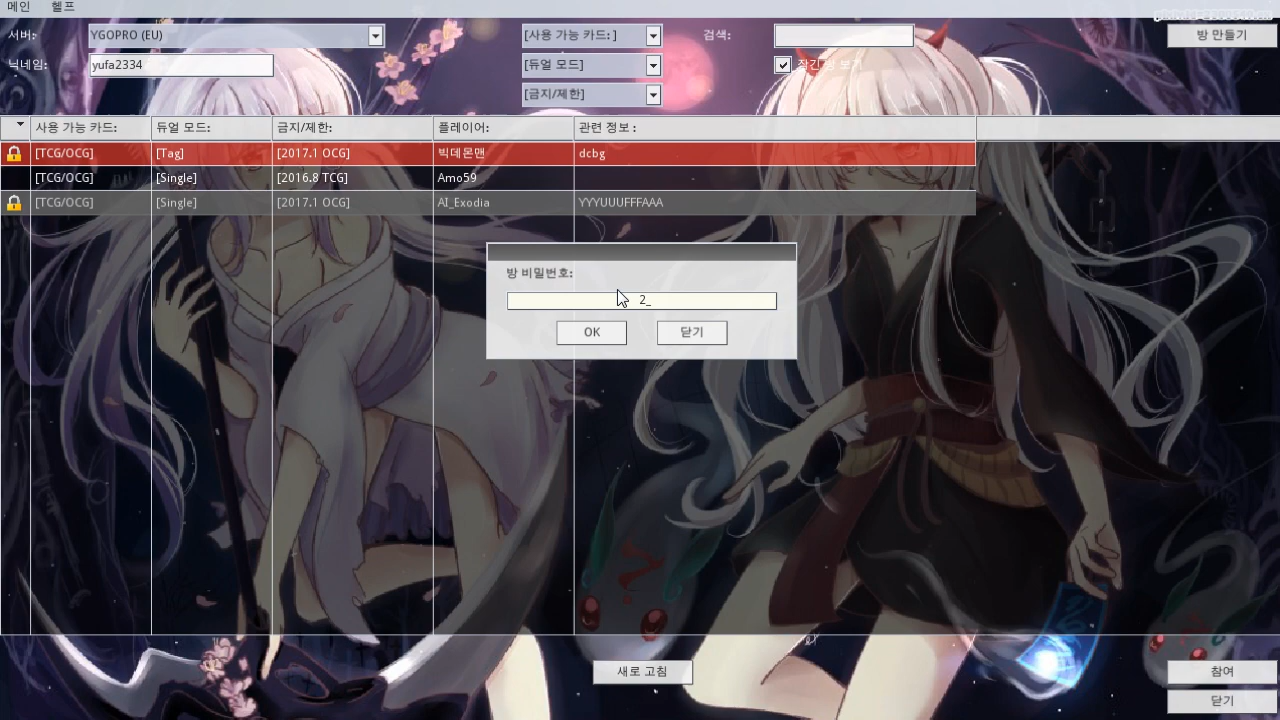 메인 헬프
서버: YGOPRO (EU) [사용 가능 카드: ] 검색: 방 만들기
닉네임: yufa2334 [듀얼 모드] 잠긴 방 보기
[금지/제한]
사용 가능 카드: 듀얼 모드: 금지/제한: 플레이어: 관련 정보 :
[TCG/OCG] [Tag] [2017.1 OCG] 빅데몬맨 dcbg
[TCG/OCG] [Single] [2016.8 TCG] Amo59
[TCG/OCG] [Single] [2017.1 OCG] AI_Exodia YYYUUUFFFAAA
방 비밀번호:
2_
OK 닫기
새로 고침 참여
닫기